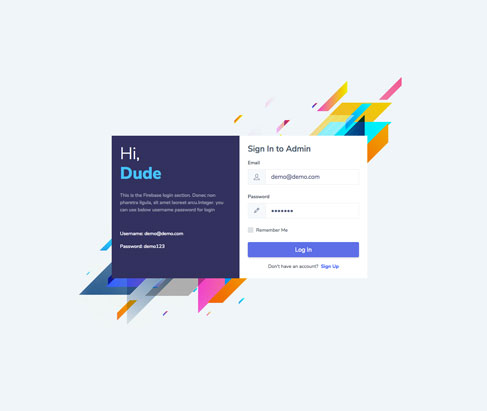 Hi,
Dude
This is the Firebase login section. Donec non
pharetra ligula, sit amet laoreet arcu.Integer you
can use below username password for login
Username: demo@demo.com
Password: demo123
Sign In to Admin
Email
demo@demo.com
Password
•••••••
Remember Me
Log In
Don't have an account? Sign Up